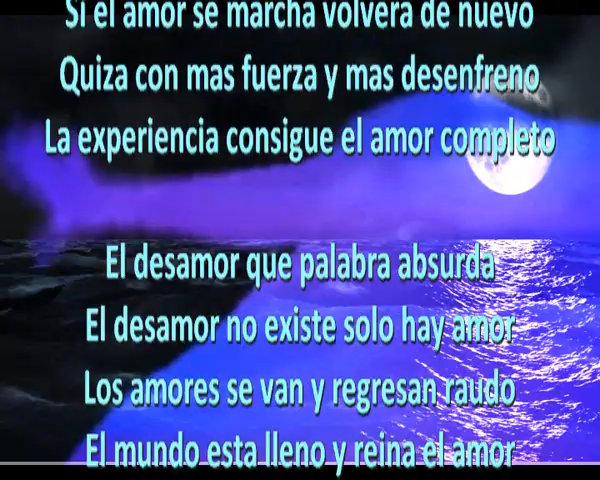 Si el amor se marcha volvera de nuevo
Quiza con mas fuerza y mas desenfreno
La experiencia consigue el amor completo
El desamor que palabra absurda
El desamor no existe solo hay amor
Los amores se van y regresan raudo
El mundo esta lleno y reina el amor